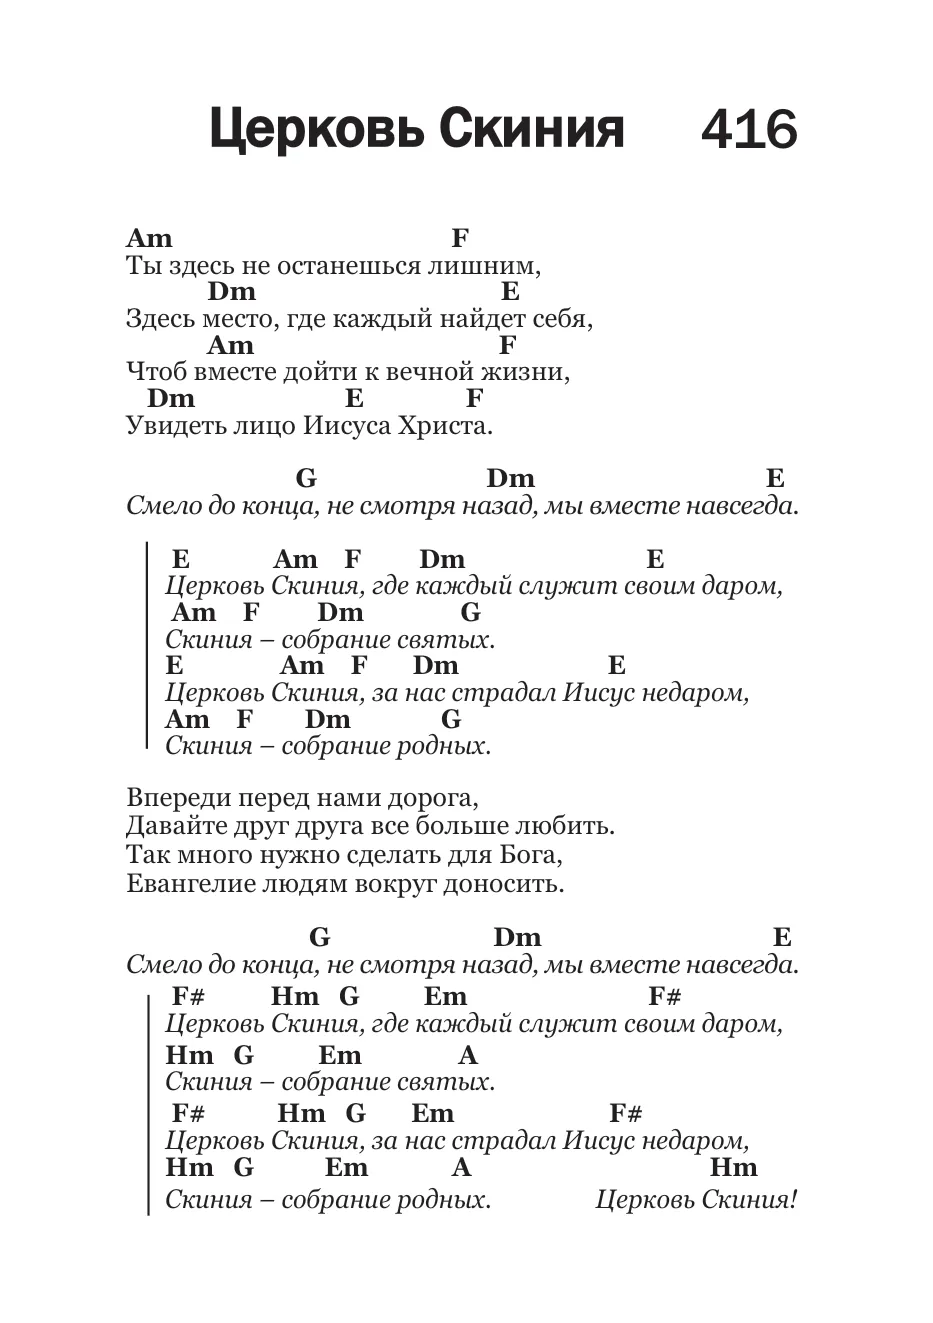 Церковь Скиния 416
Am F
Ты здесь не останешься лишним,
Dm E
Здесь место, где каждый найдет себя,
Am F
Чтоб вместе дойти к вечной жизни,
Dm E F
Увидеть лицо Иисуса Христа.
G Dm E
Смело до конца, не смотря назад, мы вместе навсегда.
E Am F Dm E
Церковь Скиния, где каждый служит своим даром,
Am F Dm G
Скиния – собрание святых.
E Am F Dm E
Церковь Скиния, за нас страдал Иисус недаром,
Am F Dm G
Скиния – собрание родных.
Впереди перед нами дорога,
Давайте друг друга все больше любить.
Так много нужно сделать для Бога,
Евангелие людям вокруг доносить.
G Dm E
Смело до конца, не смотря назад, мы вместе навсегда.
F# Hm G Em F#
Церковь Скиния, где каждый служит своим даром,
Hm G Em A
Скиния – собрание святых.
F# Hm G Em F#
Церковь Скиния, за нас страдал Иисус недаром,
Hm G Em A Hm
Скиния – собрание родных. Церковь Скиния!